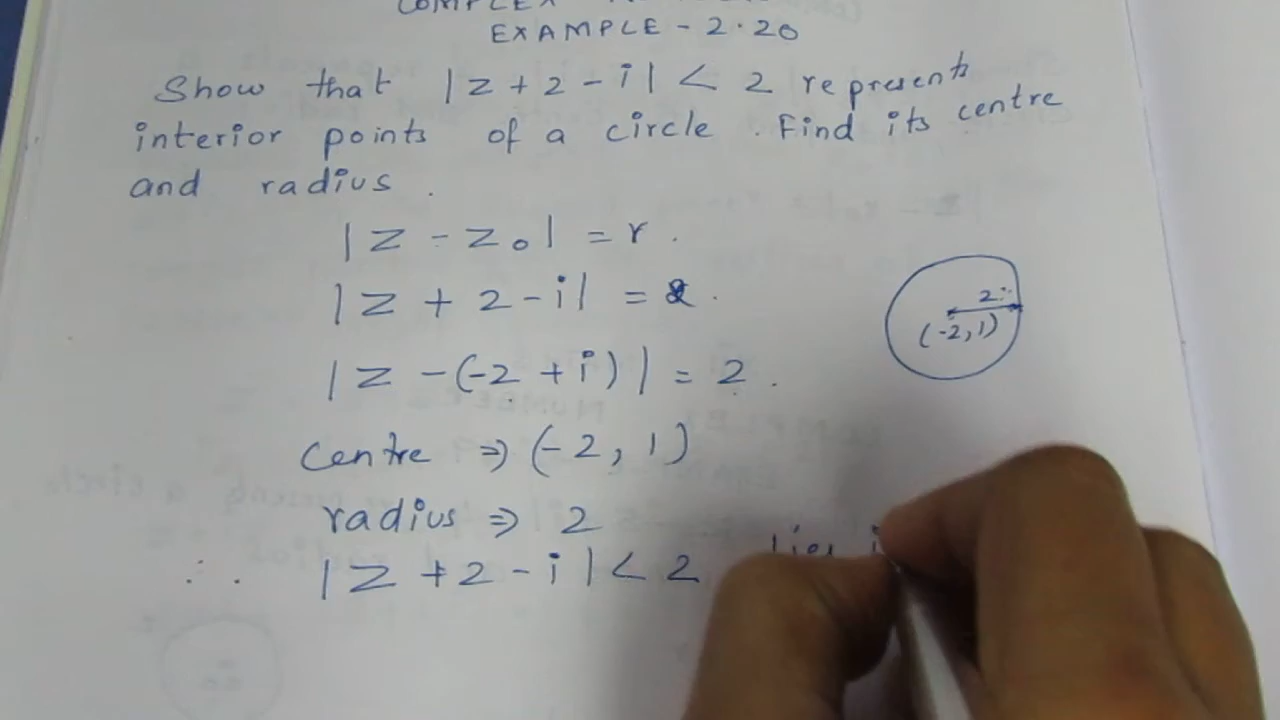 EXAMPLE - 2.20
Show that |z + 2 - i| < 2 represents
interior points of a circle . Find its centre
and radius .
|z - z₀| = r .
|z + 2 - i| = 2 .
|z - (-2 + i)| = 2 .
2
(-2, 1)
Centre ⇒ (-2, 1)
radius ⇒ 2
∴ |z + 2 - i| < 2 lies